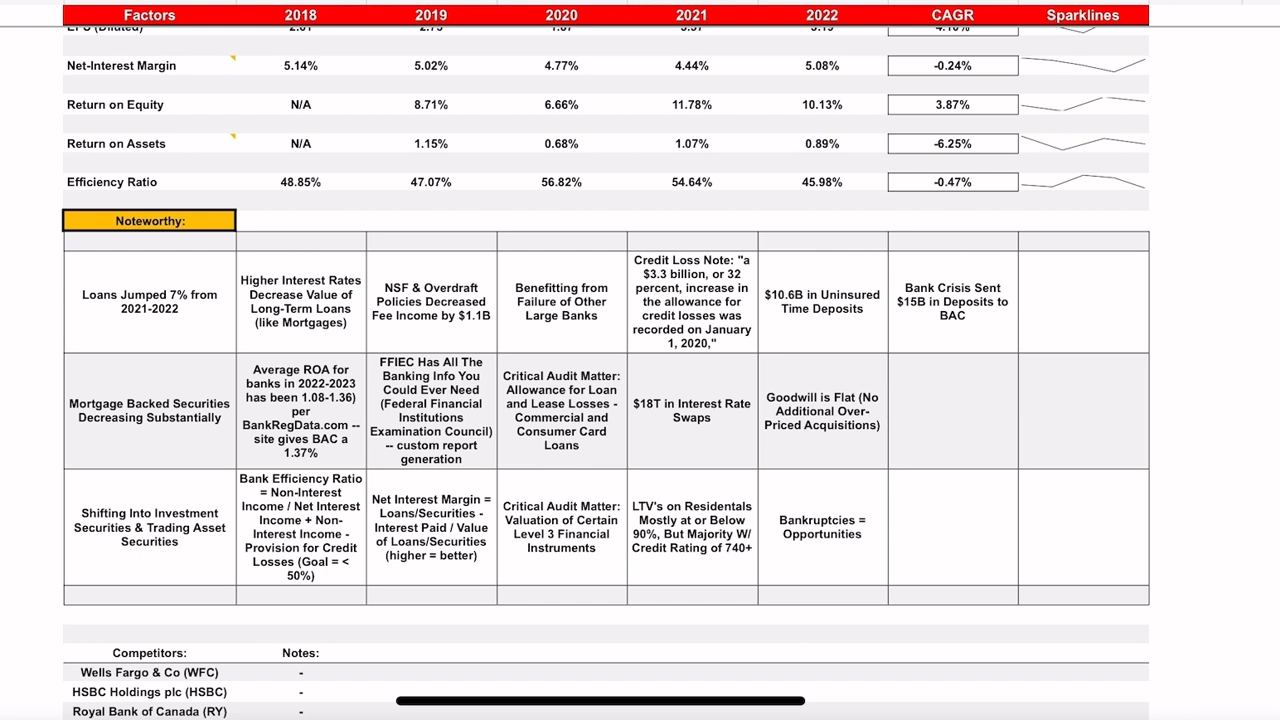 Factors 2018 2019 2020 2021 2022 CAGR Sparklines
Net-Interest Margin 5.14% 5.02% 4.77% 4.44% 5.08% -0.24%
Return on Equity N/A 8.71% 6.66% 11.78% 10.13% 3.87%
Return on Assets N/A 1.15% 0.68% 1.07% 0.89% -6.25%
Efficiency Ratio 48.85% 47.07% 56.82% 54.64% 45.98% -0.47%
Noteworthy:
Loans Jumped 7% from
2021-2022
Higher Interest Rates
Decrease Value of
Long-Term Loans
(like Mortgages)
NSF & Overdraft
Policies Decreased
Fee Income by $1.1B
Benefitting from
Failure of Other
Large Banks
Credit Loss Note: "a
$3.3 billion, or 32
percent, increase in
the allowance for
credit losses was
recorded on January
1, 2020,"
$10.6B in Uninsured
Time Deposits
Bank Crisis Sent
$15B in Deposits to
BAC
Mortgage Backed Securities
Decreasing Substantially
Average ROA for
banks in 2022-2023
has been 1.08-1.36) per
BankRegData.com --
site gives BAC a
1.37%
FFIEC Has All The
Banking Info You
Could Ever Need
(Federal Financial
Institutions
Examination Council)
-- custom report
generation
Critical Audit Matter:
Allowance for Loan
and Lease Losses -
Commercial and
Consumer Card
Loans
$18T in Interest Rate
Swaps
Goodwill is Flat (No
Additional Over-
Priced Acquisitions)
Shifting Into Investment
Securities & Trading Asset
Securities
Bank Efficiency Ratio
= Non-Interest
Income / Net Interest
Income + Non-
Interest Income -
Provision for Credit
Losses (Goal = <
50%)
Net Interest Margin =
Loans/Securities -
Interest Paid / Value
of Loans/Securities
(higher = better)
Critical Audit Matter:
Valuation of Certain
Level 3 Financial
Instruments
LTV's on Residentals
Mostly at or Below
90%, But Majority W/
Credit Rating of 740+
Bankruptcies =
Opportunities
Competitors: Notes:
Wells Fargo & Co (WFC) -
HSBC Holdings plc (HSBC) -
Royal Bank of Canada (RY) -